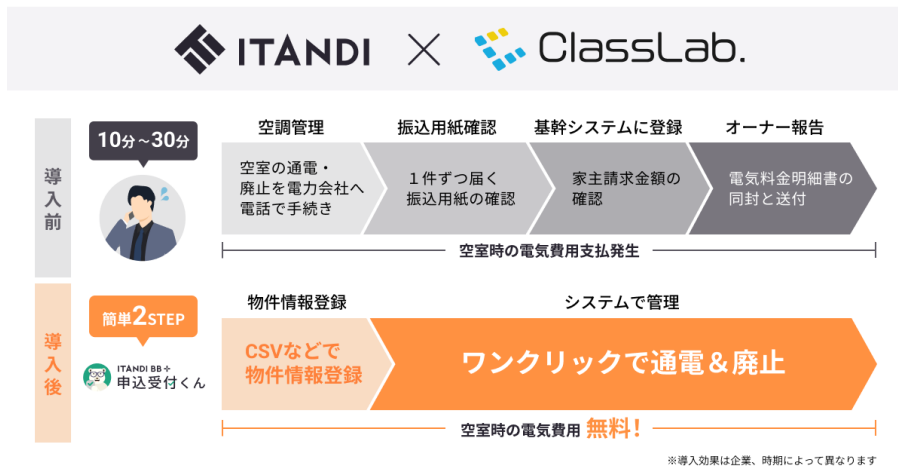 ITANDI × ClassLab.
導入前
10分～30分
空調管理
空室の通電・
廃止を電力会社へ
電話で手続き
振込用紙確認
１件ずつ届く
振込用紙の確認
基幹システムに登録
家主請求金額の
確認
オーナー報告
電気料金明細書の
同封と送付
空室時の電気費用支払発生
導入後
簡単2STEP
ITANDI BB＋
申込受付くん
物件情報登録
CSVなどで
物件情報登録
システムで管理
ワンクリックで通電＆廃止
空室時の電気費用 無料！
※導入効果は企業、時期によって異なります